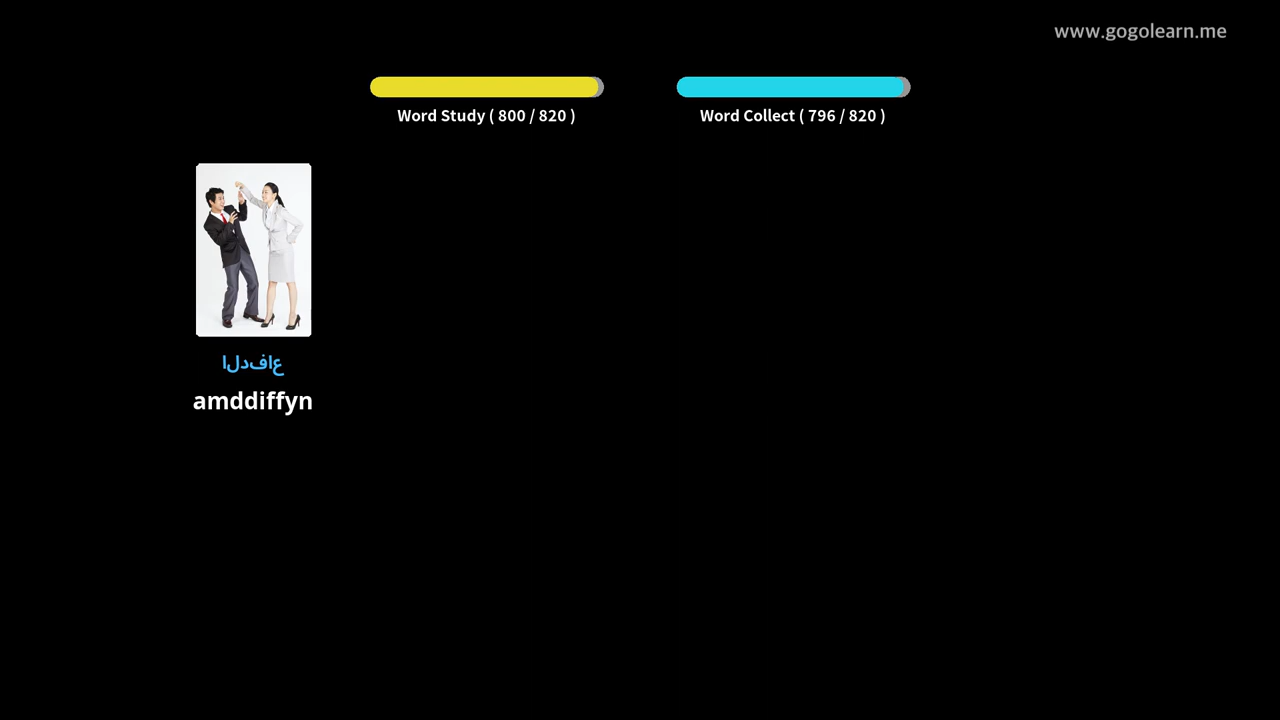 www.gogolearn.me
Word Study ( 800 / 820 )
Word Collect ( 796 / 820 )
الدفاع
amddiffyn